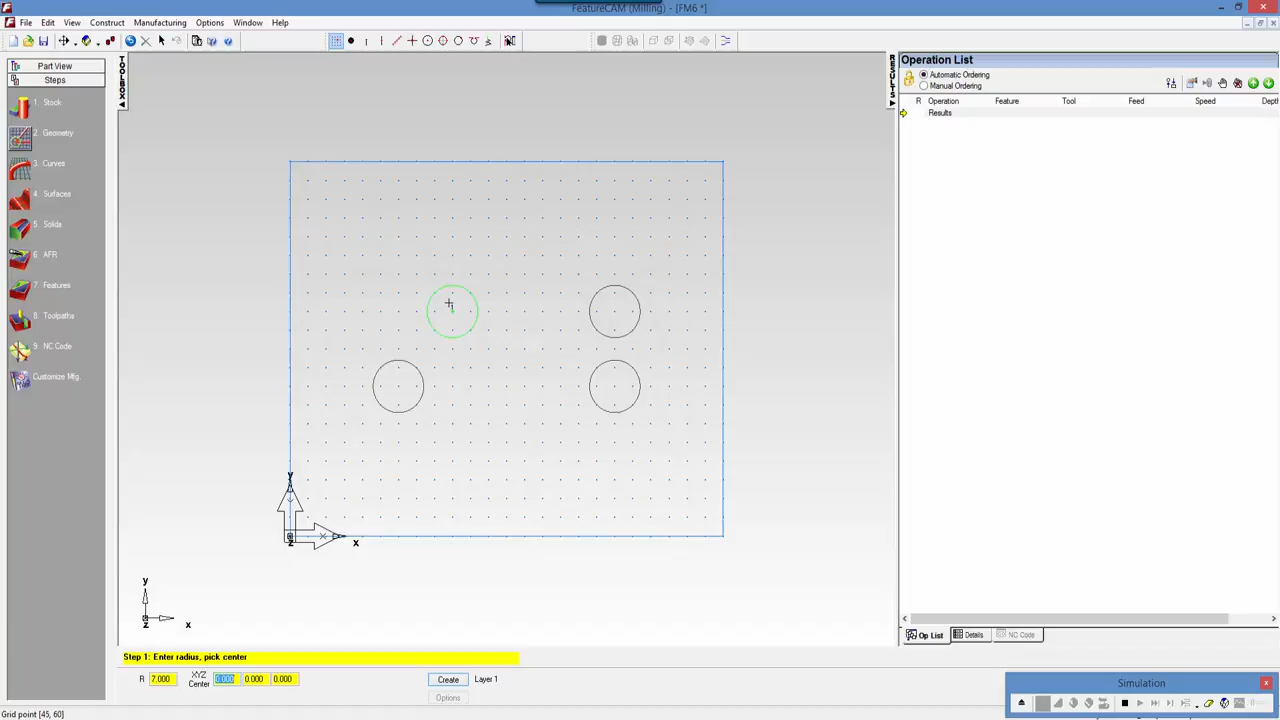 FeatureCAM (Milling) - [FM6 *]
File Edit View Construct Manufacturing Options Window Help
TOOLBOX
RESULTS
Part View
Steps
1. Stock
2. Geometry
3. Curves
4. Surfaces
5. Solids
6. AFR
7. Features
8. Toolpaths
9. NC Code
Customize Mfg.
Operation List
Automatic Ordering
Manual Ordering
R Operation Feature Tool Feed Speed Depth
Results
y
z
x
y
z
x
Op List Details NC Code
Step 1: Enter radius, pick center
R 7.000 XYZ Center 0.000 0.000 0.000 Create Layer 1
Options
Simulation
Grid point [45, 60]